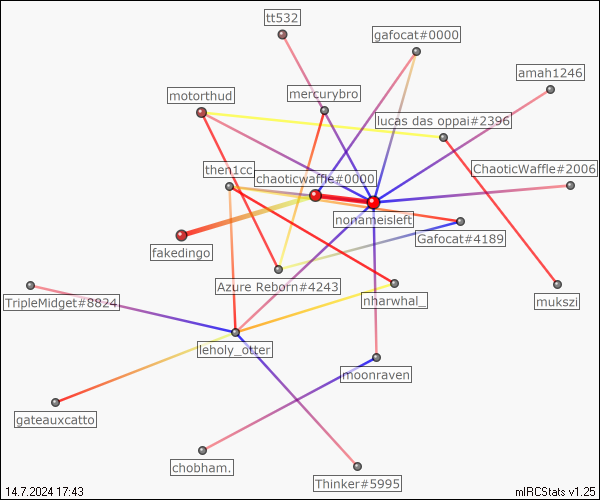 tt532
gafocat#0000
amah1246
mercurybro
motorthud
lucas das oppai#2396
then1cc
ChaoticWaffle#2006
chaoticwaffle#0000
nonameisleft
Gafocat#4189
fakedingo
Azure Reborn#4243
nharwhal_
mukszi
TripleMidget#8824
leholy_otter
moonraven
gateauxcatto
chobham.
Thinker#5995
14.7.2024 17:43
mIRCStats v1.25